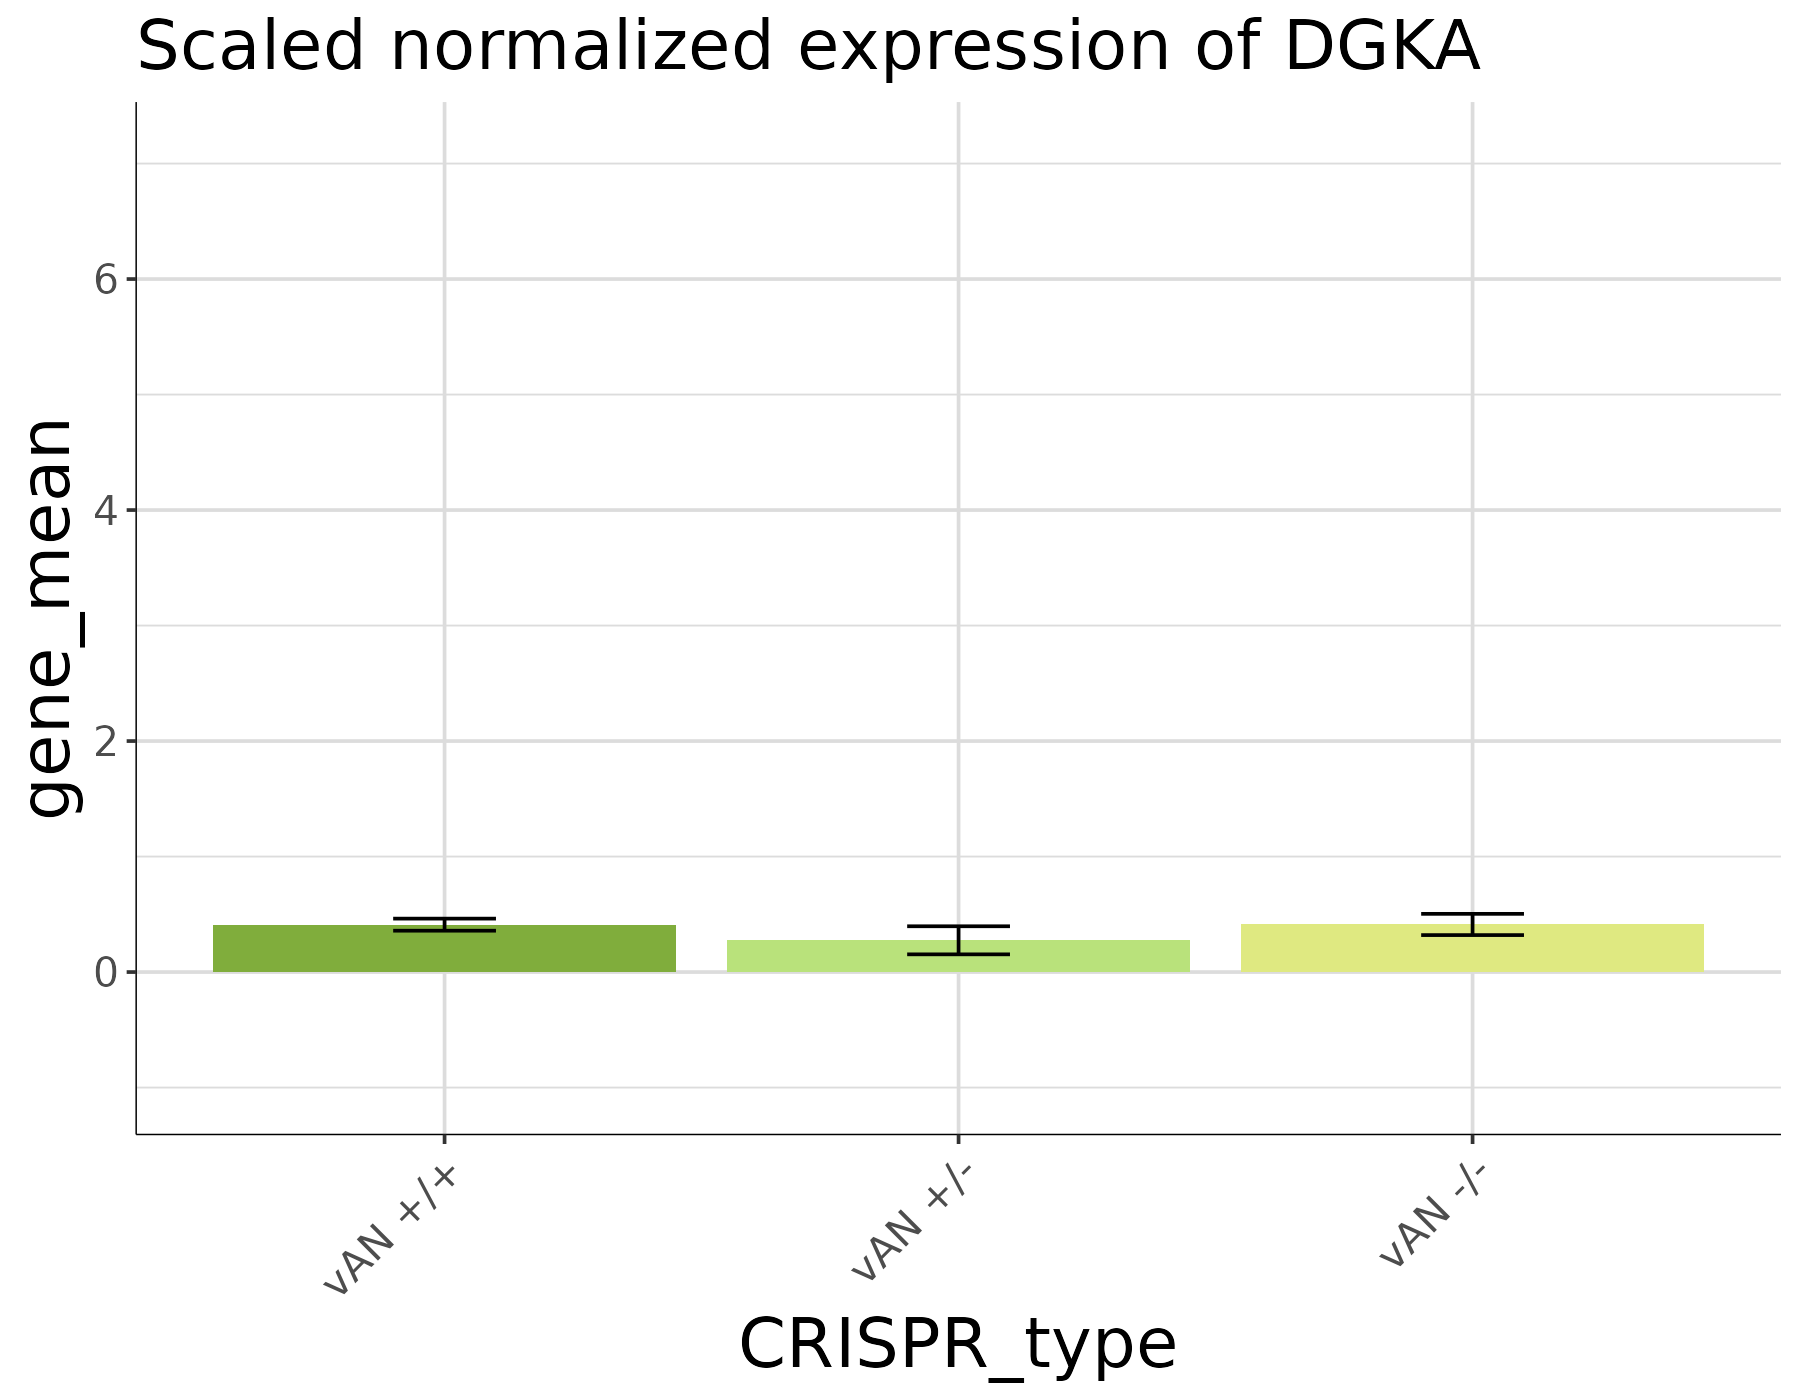 Scaled normalized expression of DGKA
gene_mean
6
4
2
0
vAN +/+
vAN +/-
vAN -/-
CRISPR_type